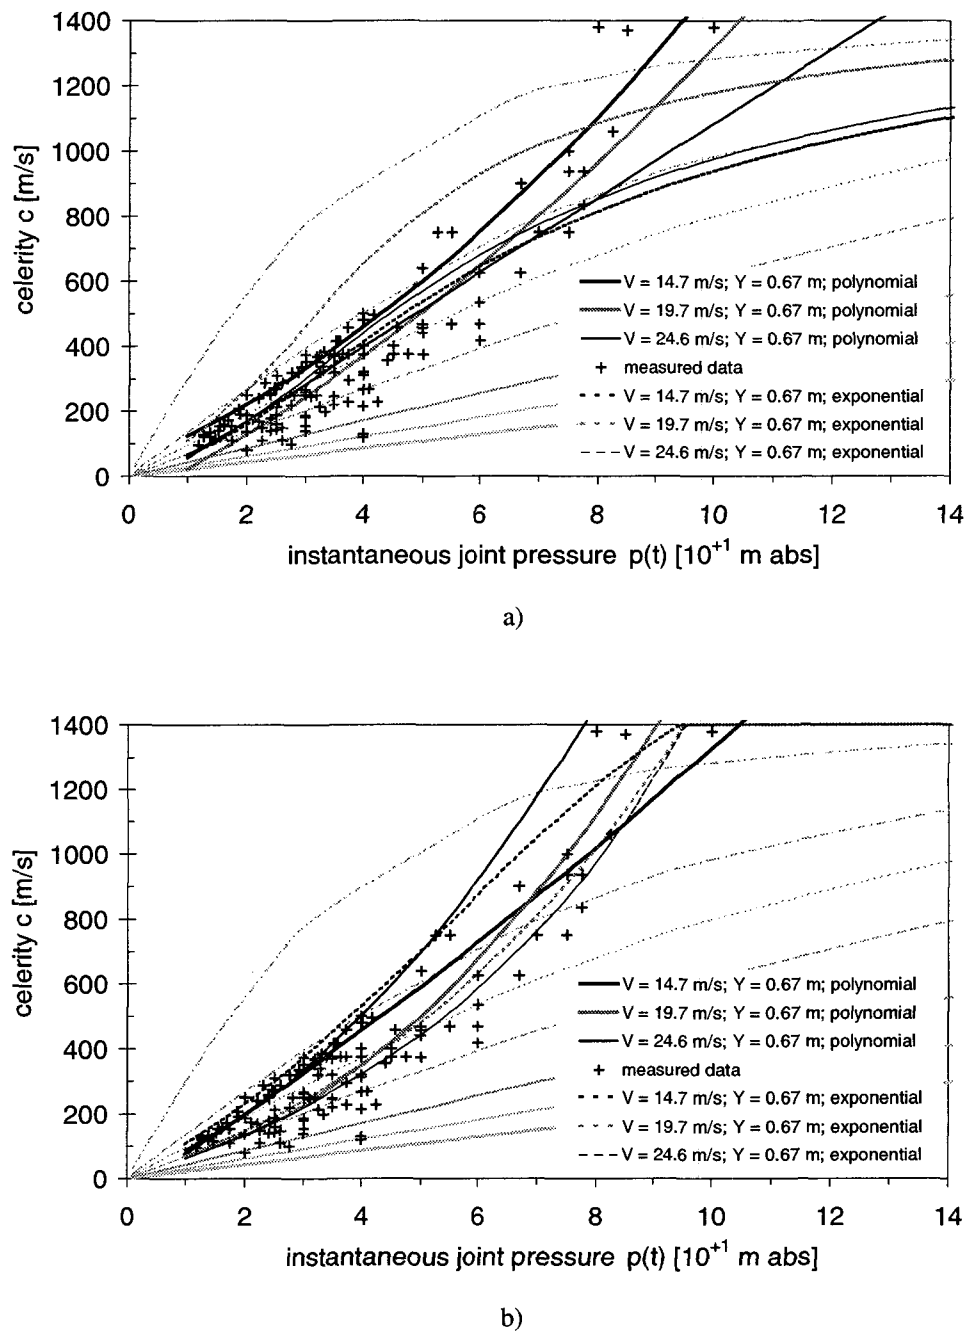 a)
1400
1200
1000
800
600
400
200
0
celerity c [m/s]
V = 14.7 m/s; Y = 0.67 m; polynomial
V = 19.7 m/s; Y = 0.67 m; polynomial
V = 24.6 m/s; Y = 0.67 m; polynomial
measured data
V = 14.7 m/s; Y = 0.67 m; exponential
V = 19.7 m/s; Y = 0.67 m; exponential
V = 24.6 m/s; Y = 0.67 m; exponential
0 2 4 6 8 10 12 14
instantaneous joint pressure p(t) [10+1 m abs]
b)
1400
1200
1000
800
600
400
200
0
celerity c [m/s]
V = 14.7 m/s; Y = 0.67 m; polynomial
V = 19.7 m/s; Y = 0.67 m; polynomial
V = 24.6 m/s; Y = 0.67 m; polynomial
measured data
V = 14.7 m/s; Y = 0.67 m; exponential
V = 19.7 m/s; Y = 0.67 m; exponential
V = 24.6 m/s; Y = 0.67 m; exponential
0 2 4 6 8 10 12 14
instantaneous joint pressure p(t) [10+1 m abs]